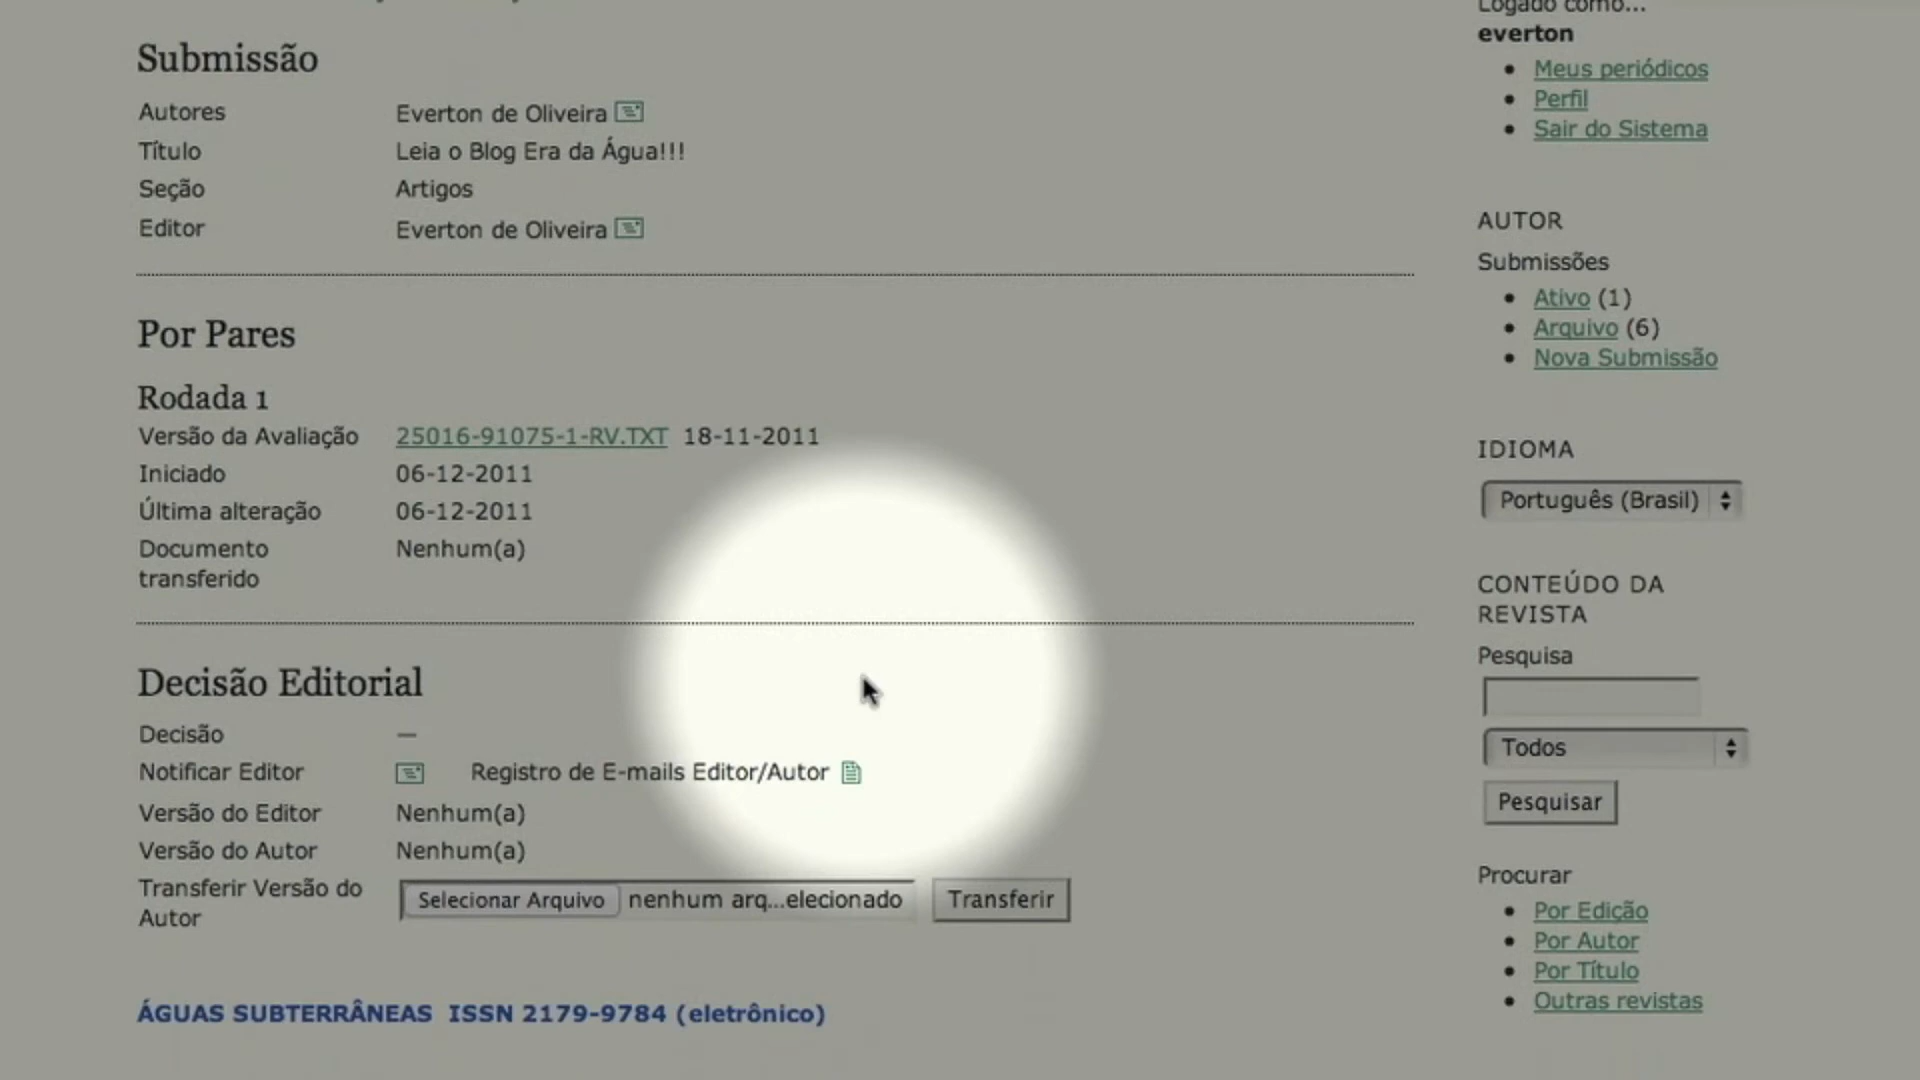 Submissão
Autores Everton de Oliveira
Título Leia o Blog Era da Água!!!
Seção Artigos
Editor Everton de Oliveira
Por Pares
Rodada 1
Versão da Avaliação 25016-91075-1-RV.TXT 18-11-2011
Iniciado 06-12-2011
Última alteração 06-12-2011
Documento Nenhum(a)
transferido
Decisão Editorial
Decisão —
Notificar Editor Registro de E-mails Editor/Autor
Versão do Editor Nenhum(a)
Versão do Autor Nenhum(a)
Transferir Versão do Selecionar Arquivo nenhum arq...elecionado Transferir
Autor
ÁGUAS SUBTERRÂNEAS ISSN 2179-9784 (eletrônico)
Logado como...
everton
Meus periódicos
Perfil
Sair do Sistema
AUTOR
Submissões
Ativo (1)
Arquivo (6)
Nova Submissão
IDIOMA
Português (Brasil)
CONTEÚDO DA
REVISTA
Pesquisa
Todos
Pesquisar
Procurar
Por Edição
Por Autor
Por Título
Outras revistas